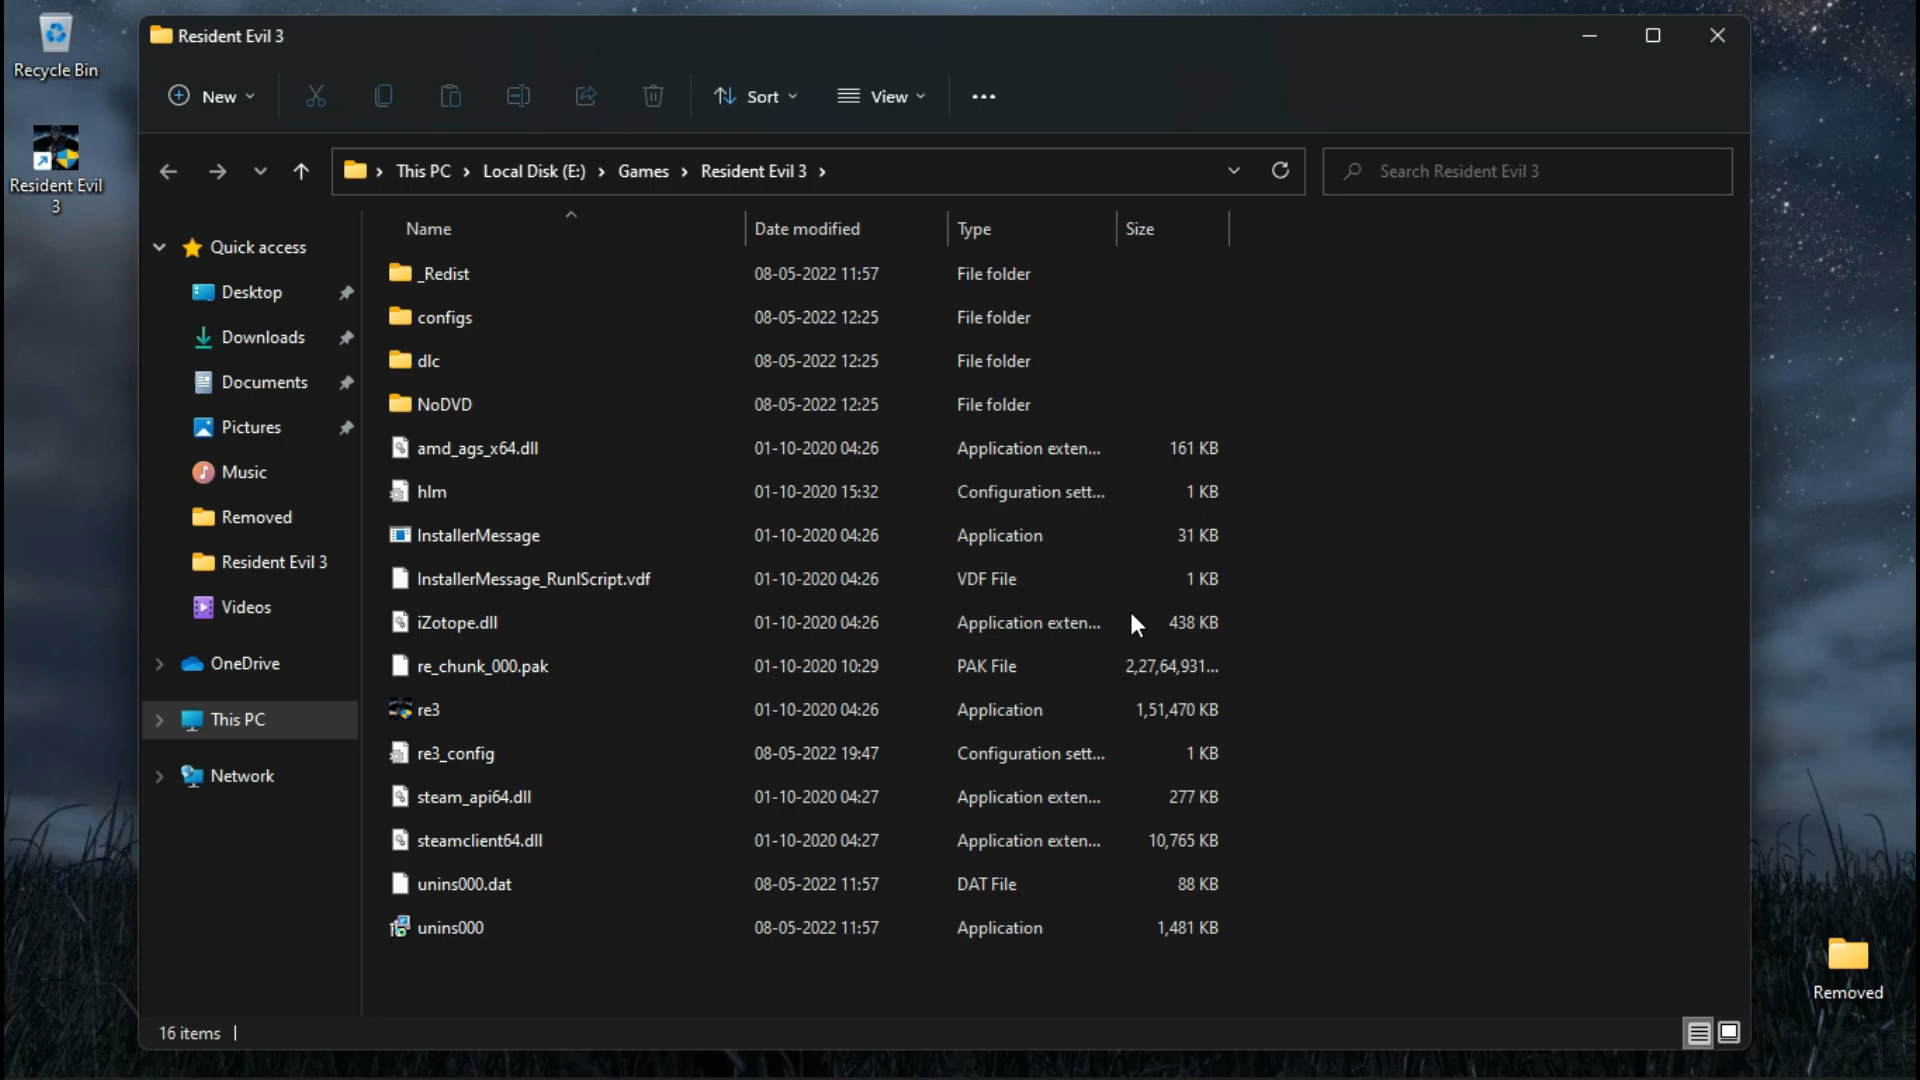 Recycle Bin
Resident Evil
3
Resident Evil 3
New
Sort
View
This PC
Local Disk (E:)
Games
Resident Evil 3
Search Resident Evil 3
Quick access
Desktop
Downloads
Documents
Pictures
Music
Removed
Resident Evil 3
Videos
OneDrive
This PC
Network
Name Date modified Type Size
_Redist 08-05-2022 11:57 File folder
configs 08-05-2022 12:25 File folder
dlc 08-05-2022 12:25 File folder
NoDVD 08-05-2022 12:25 File folder
amd_ags_x64.dll 01-10-2020 04:26 Application exten... 161 KB
hlm 01-10-2020 15:32 Configuration sett... 1 KB
InstallerMessage 01-10-2020 04:26 Application 31 KB
InstallerMessage_RunIScript.vdf 01-10-2020 04:26 VDF File 1 KB
iZotope.dll 01-10-2020 04:26 Application exten... 438 KB
re_chunk_000.pak 01-10-2020 10:29 PAK File 2,27,64,931...
re3 01-10-2020 04:26 Application 1,51,470 KB
re3_config 08-05-2022 19:47 Configuration sett... 1 KB
steam_api64.dll 01-10-2020 04:27 Application exten... 277 KB
steamclient64.dll 01-10-2020 04:27 Application exten... 10,765 KB
unins000.dat 08-05-2022 11:57 DAT File 88 KB
unins000 08-05-2022 11:57 Application 1,481 KB
16 items
Removed